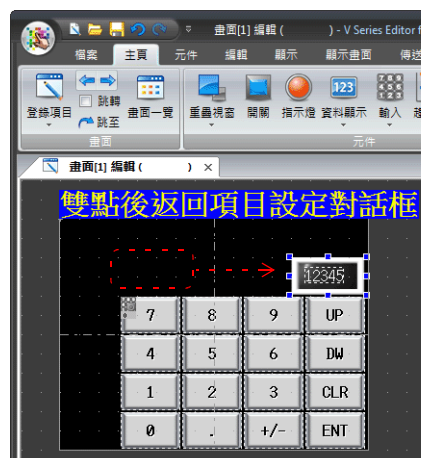 畫面[1] 編輯 ( ) - V Series Editor f
檔案 主頁 元件 編輯 顯示 顯示畫面 傳送
登錄項目 跳轉 跳至 畫面一覽 重疊視窗 開關 指示燈 123 資料顯示 輸入
畫面 元件
畫面[1] 編輯 ( ) ×
雙點後返回項目設定對話框
12345
7 8 9 UP
4 5 6 DW
1 2 3 CLR
0 . +/- ENT